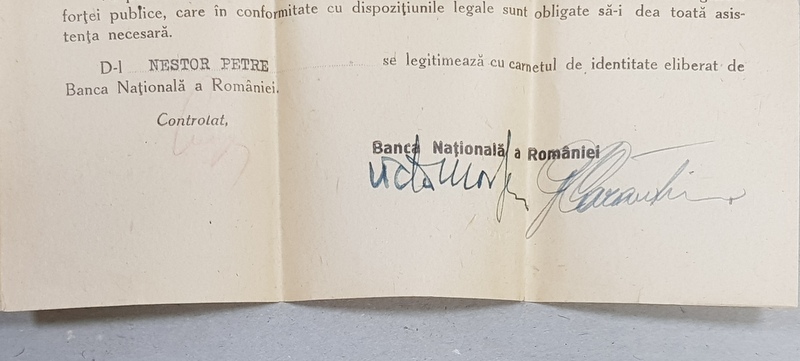 forței publice, care în conformitate cu dispozițiunile legale sunt obligate să-i dea toată asis-
tența necesară.
D-l NESTOR PETRE se legitimează cu carnetul de identitate eliberat de
Banca Națională a României.
Controlat,
Banca Națională a României